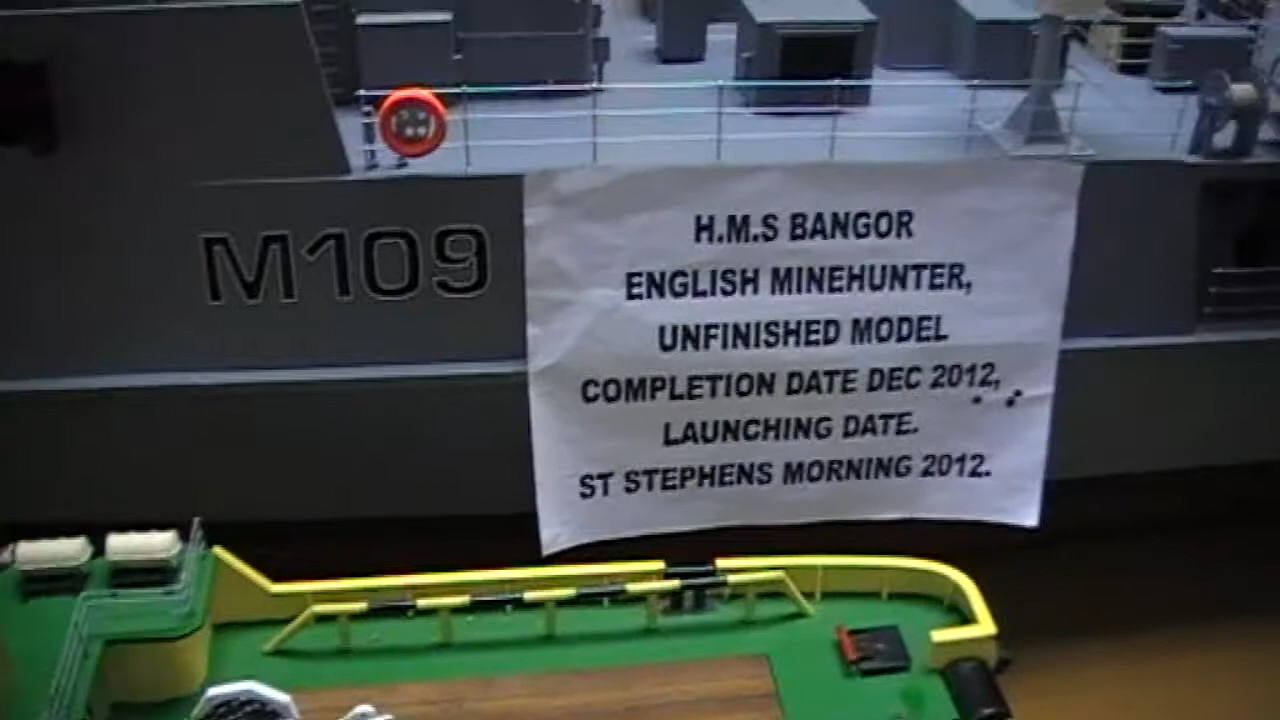 M109
H.M.S BANGOR
ENGLISH MINEHUNTER,
UNFINISHED MODEL
COMPLETION DATE DEC 2012,
LAUNCHING DATE.
ST STEPHENS MORNING 2012.